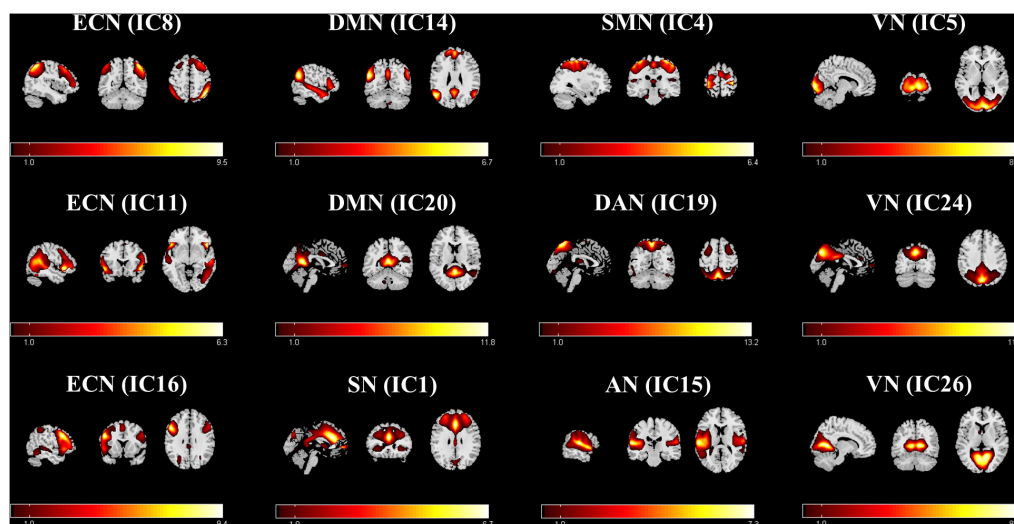 ECN (IC8) DMN (IC14) SMN (IC4) VN (IC5)
1.0 9.5 1.0 6.7 1.0 6.4 1.0
ECN (IC11) DMN (IC20) DAN (IC19) VN (IC24)
1.0 6.3 1.0 11.8 1.0 13.2 1.0
ECN (IC16) SN (IC1) AN (IC15) VN (IC26)